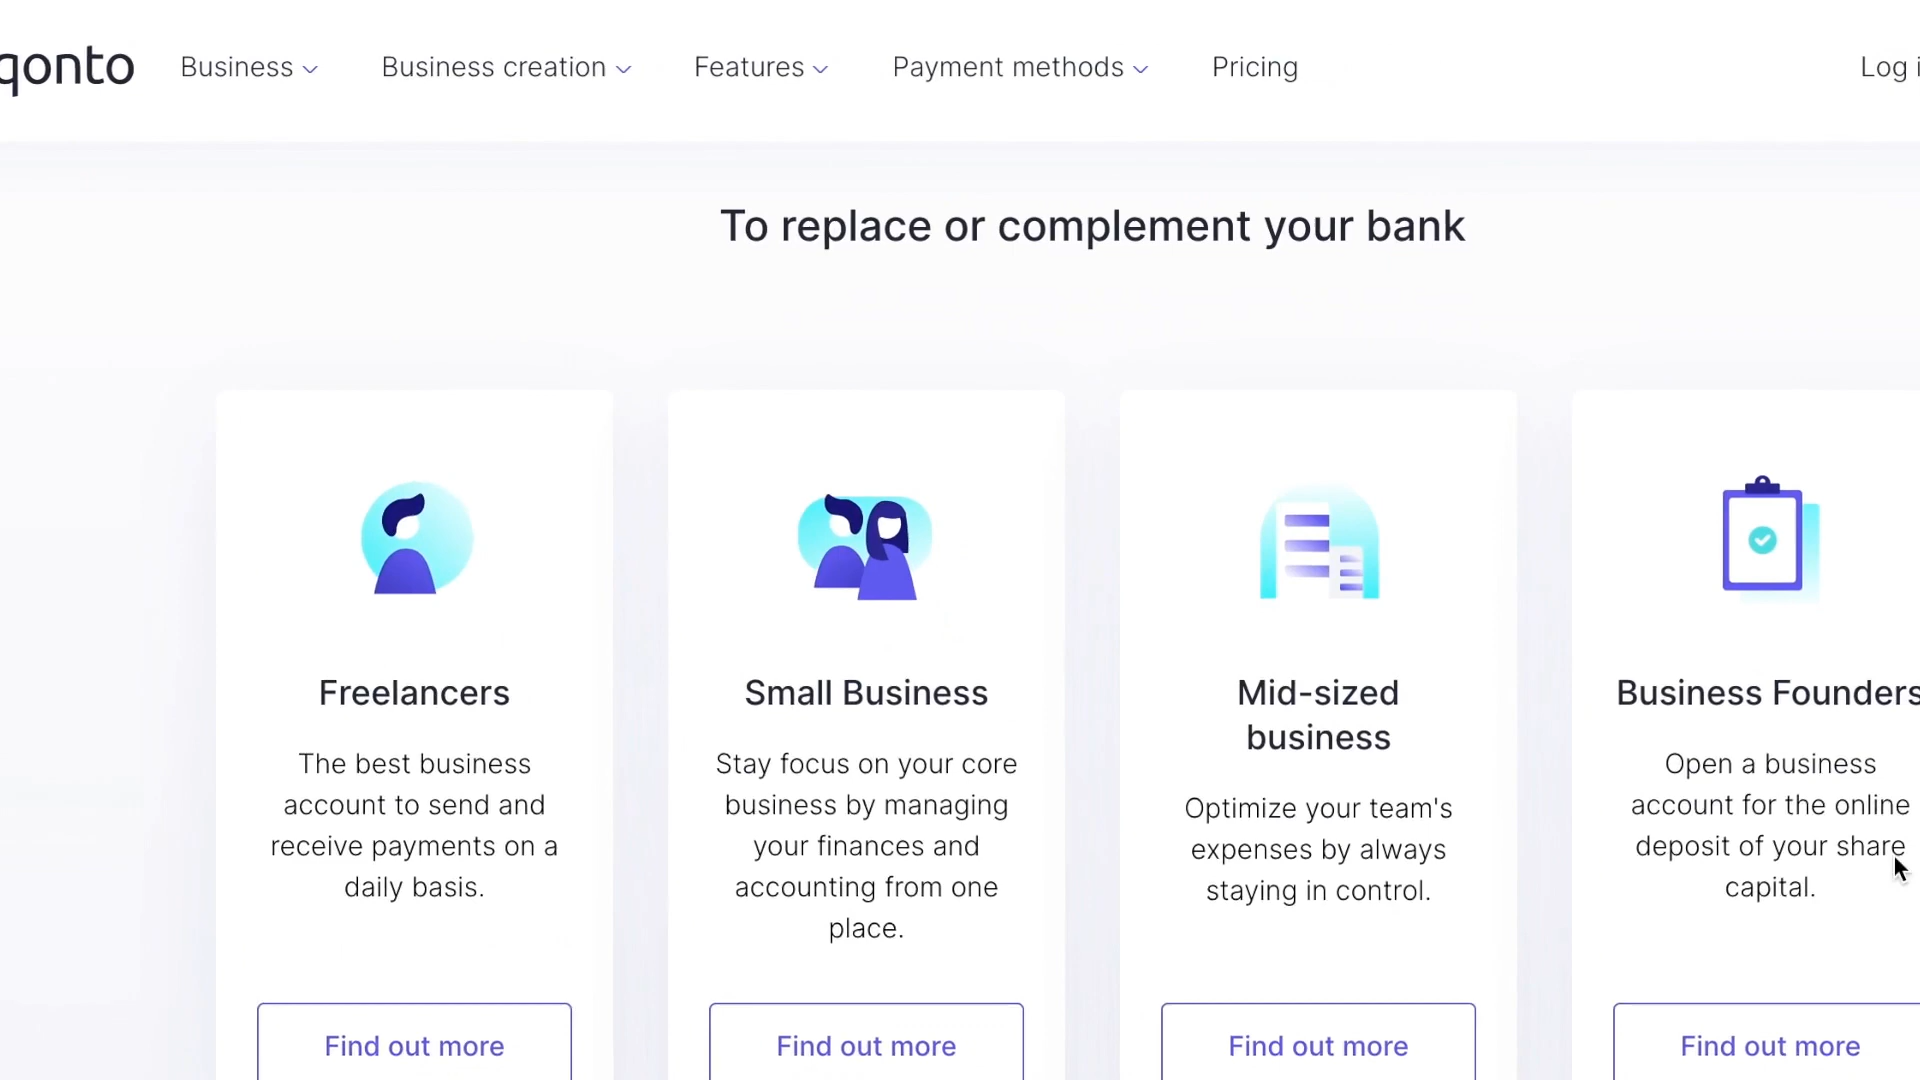 qonto
Business
Business creation
Features
Payment methods
Pricing
Log i
To replace or complement your bank
Freelancers
The best business
account to send and
receive payments on a
daily basis.
Find out more
Small Business
Stay focus on your core
business by managing
your finances and
accounting from one
place.
Find out more
Mid-sized
business
Optimize your team's
expenses by always
staying in control.
Find out more
Business Founders
Open a business
account for the online
deposit of your share
capital.
Find out more